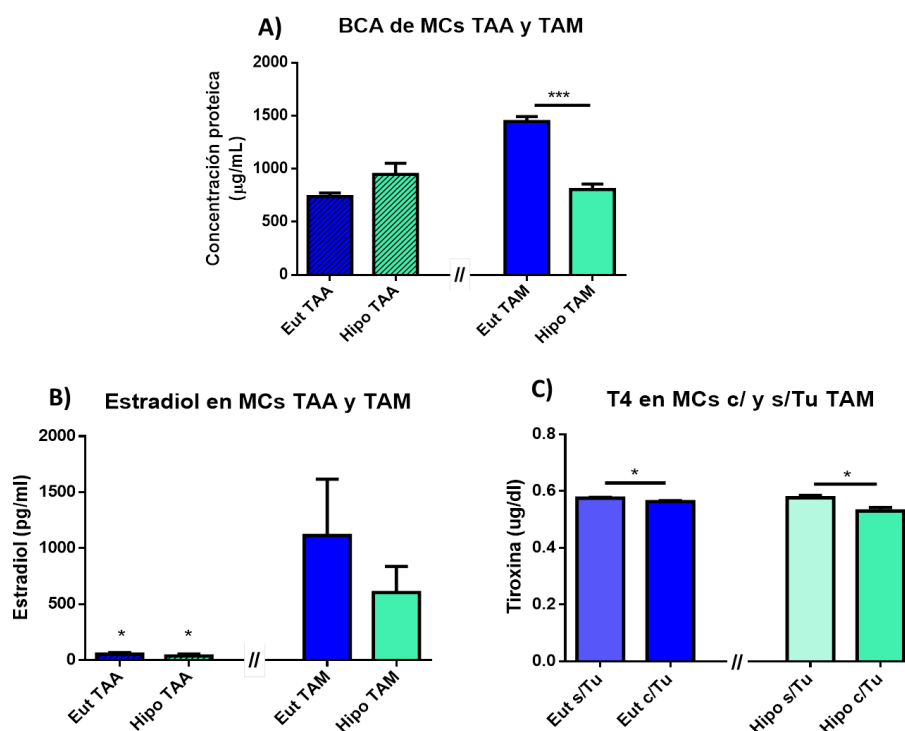 A)
BCA de MCs TAA y TAM
Concentración proteica
(µg/mL)
2000
1500
1000
500
0
***
//
Eut TAA
Hipo TAA
Eut TAM
Hipo TAM
B)
Estradiol en MCs TAA y TAM
Estradiol (pg/ml)
2000
1500
1000
500
0
*
*
//
Eut TAA
Hipo TAA
Eut TAM
Hipo TAM
C)
T4 en MCs c/ y s/Tu TAM
Tiroxina (ug/dl)
0.8
0.6
0.4
0.2
0.0
*
*
//
Eut s/Tu
Eut c/Tu
Hipo s/Tu
Hipo c/Tu